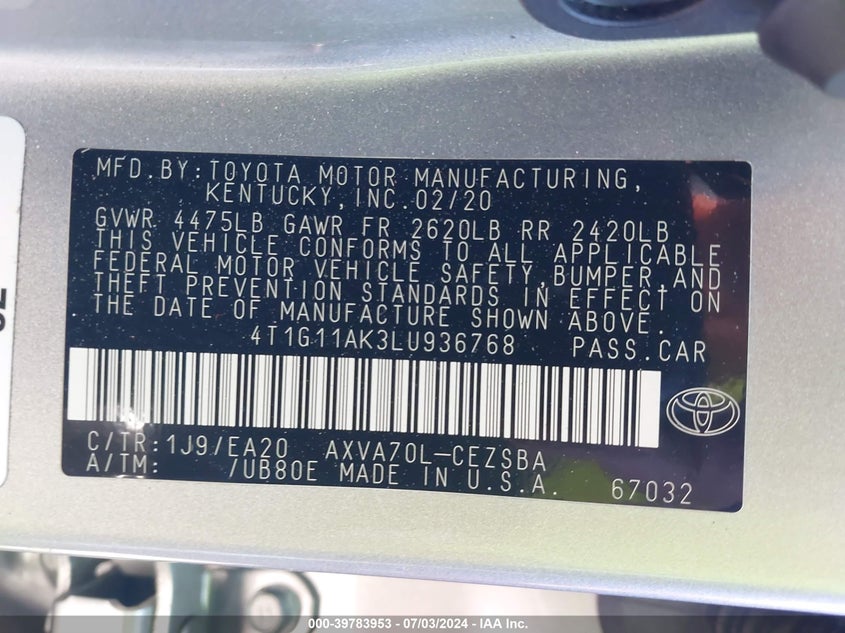 MFD.BY:TOYOTA MOTOR MANUFACTURING,
KENTUCKY,INC.02/20
GVWR 4475LB GAWR FR 2620LB RR 2420LB
THIS VEHICLE CONFORMS TO ALL APPLICABLE
FEDERAL MOTOR VEHICLE SAFETY,BUMPER,AND
THEFT PREVENTION STANDARDS IN EFFECT ON
THE DATE OF MANUFACTURE SHOWN ABOVE.
4T1G11AK3LU936768 PASS.CAR
C/TR:1J9/EA20 AXVA70L-CEZSBA
A/TM: /UB80E MADE IN U.S.A. 67032
000-39783953 - 07/03/2024 - IAA Inc.